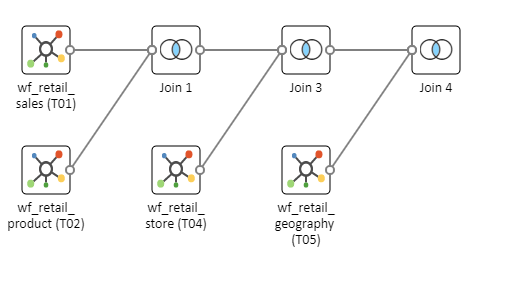 wf_retail_
sales (T01)
Join 1
Join 3
Join 4
wf_retail_
product (T02)
wf_retail_
store (T04)
wf_retail_
geography
(T05)